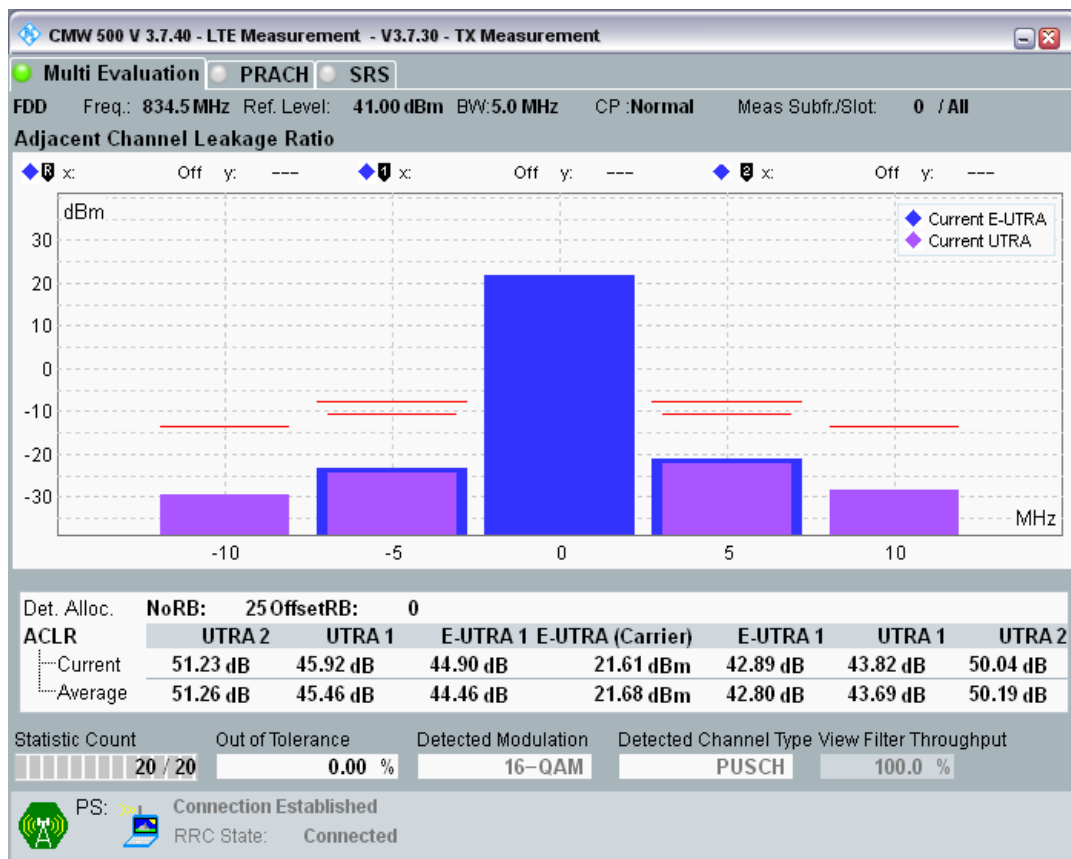 CMW 500 V 3.7.40 - LTE Measurement - V3.7.30 - TX Measurement
Multi Evaluation PRACH SRS
FDD Freq.: 834.5 MHz Ref. Level: 41.00 dBm BW:5.0 MHz CP :Normal Meas Subfr./Slot: 0 / All
Adjacent Channel Leakage Ratio
R x: Off y: --- 1 x: Off y: --- 2 x: Off y: ---
dBm
Current E-UTRA
Current UTRA
30
20
10
0
-10
-20
-30
MHz
-10 -5 0 5 10
Det. Alloc. NoRB: 25 OffsetRB: 0
ACLR UTRA 2 UTRA 1 E-UTRA 1 E-UTRA (Carrier) E-UTRA 1 UTRA 1 UTRA 2
Current 51.23 dB 45.92 dB 44.90 dB 21.61 dBm 42.89 dB 43.82 dB 50.04 dB
Average 51.26 dB 45.46 dB 44.46 dB 21.68 dBm 42.80 dB 43.69 dB 50.19 dB
Statistic Count Out of Tolerance Detected Modulation Detected Channel Type View Filter Throughput
20 / 20 0.00 % 16-QAM PUSCH 100.0 %
PS: Connection Established
RRC State: Connected